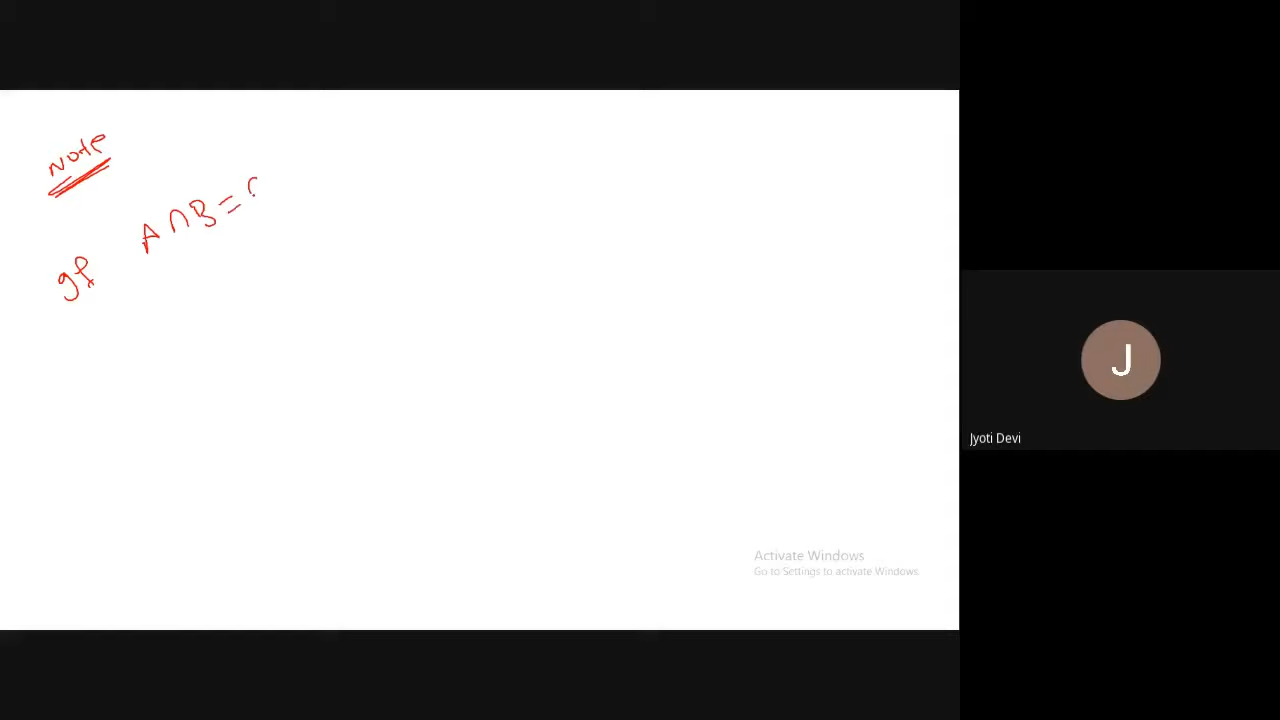 Note
If A∩B=
J
Jyoti Devi
Activate Windows
Go to Settings to activate Windows.